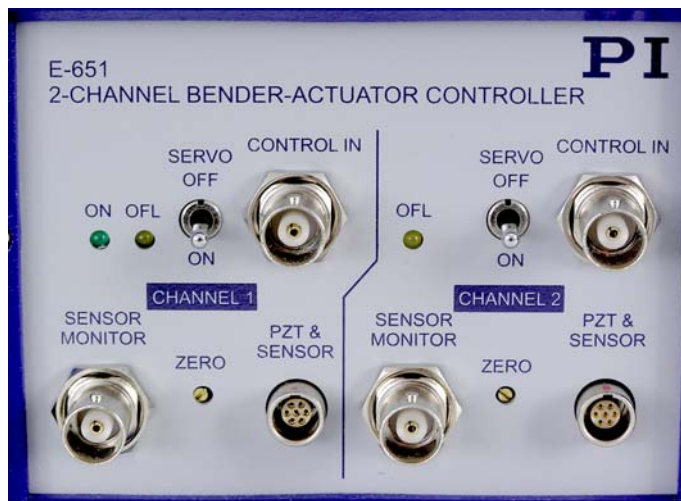 PI
E-651
2-CHANNEL BENDER-ACTUATOR CONTROLLER
SERVO
OFF
CONTROL IN
ON OFL
ON
CHANNEL 1
SENSOR
MONITOR
ZERO
PZT &
SENSOR
SERVO
OFF
CONTROL IN
OFL
ON
CHANNEL 2
SENSOR
MONITOR
ZERO
PZT &
SENSOR